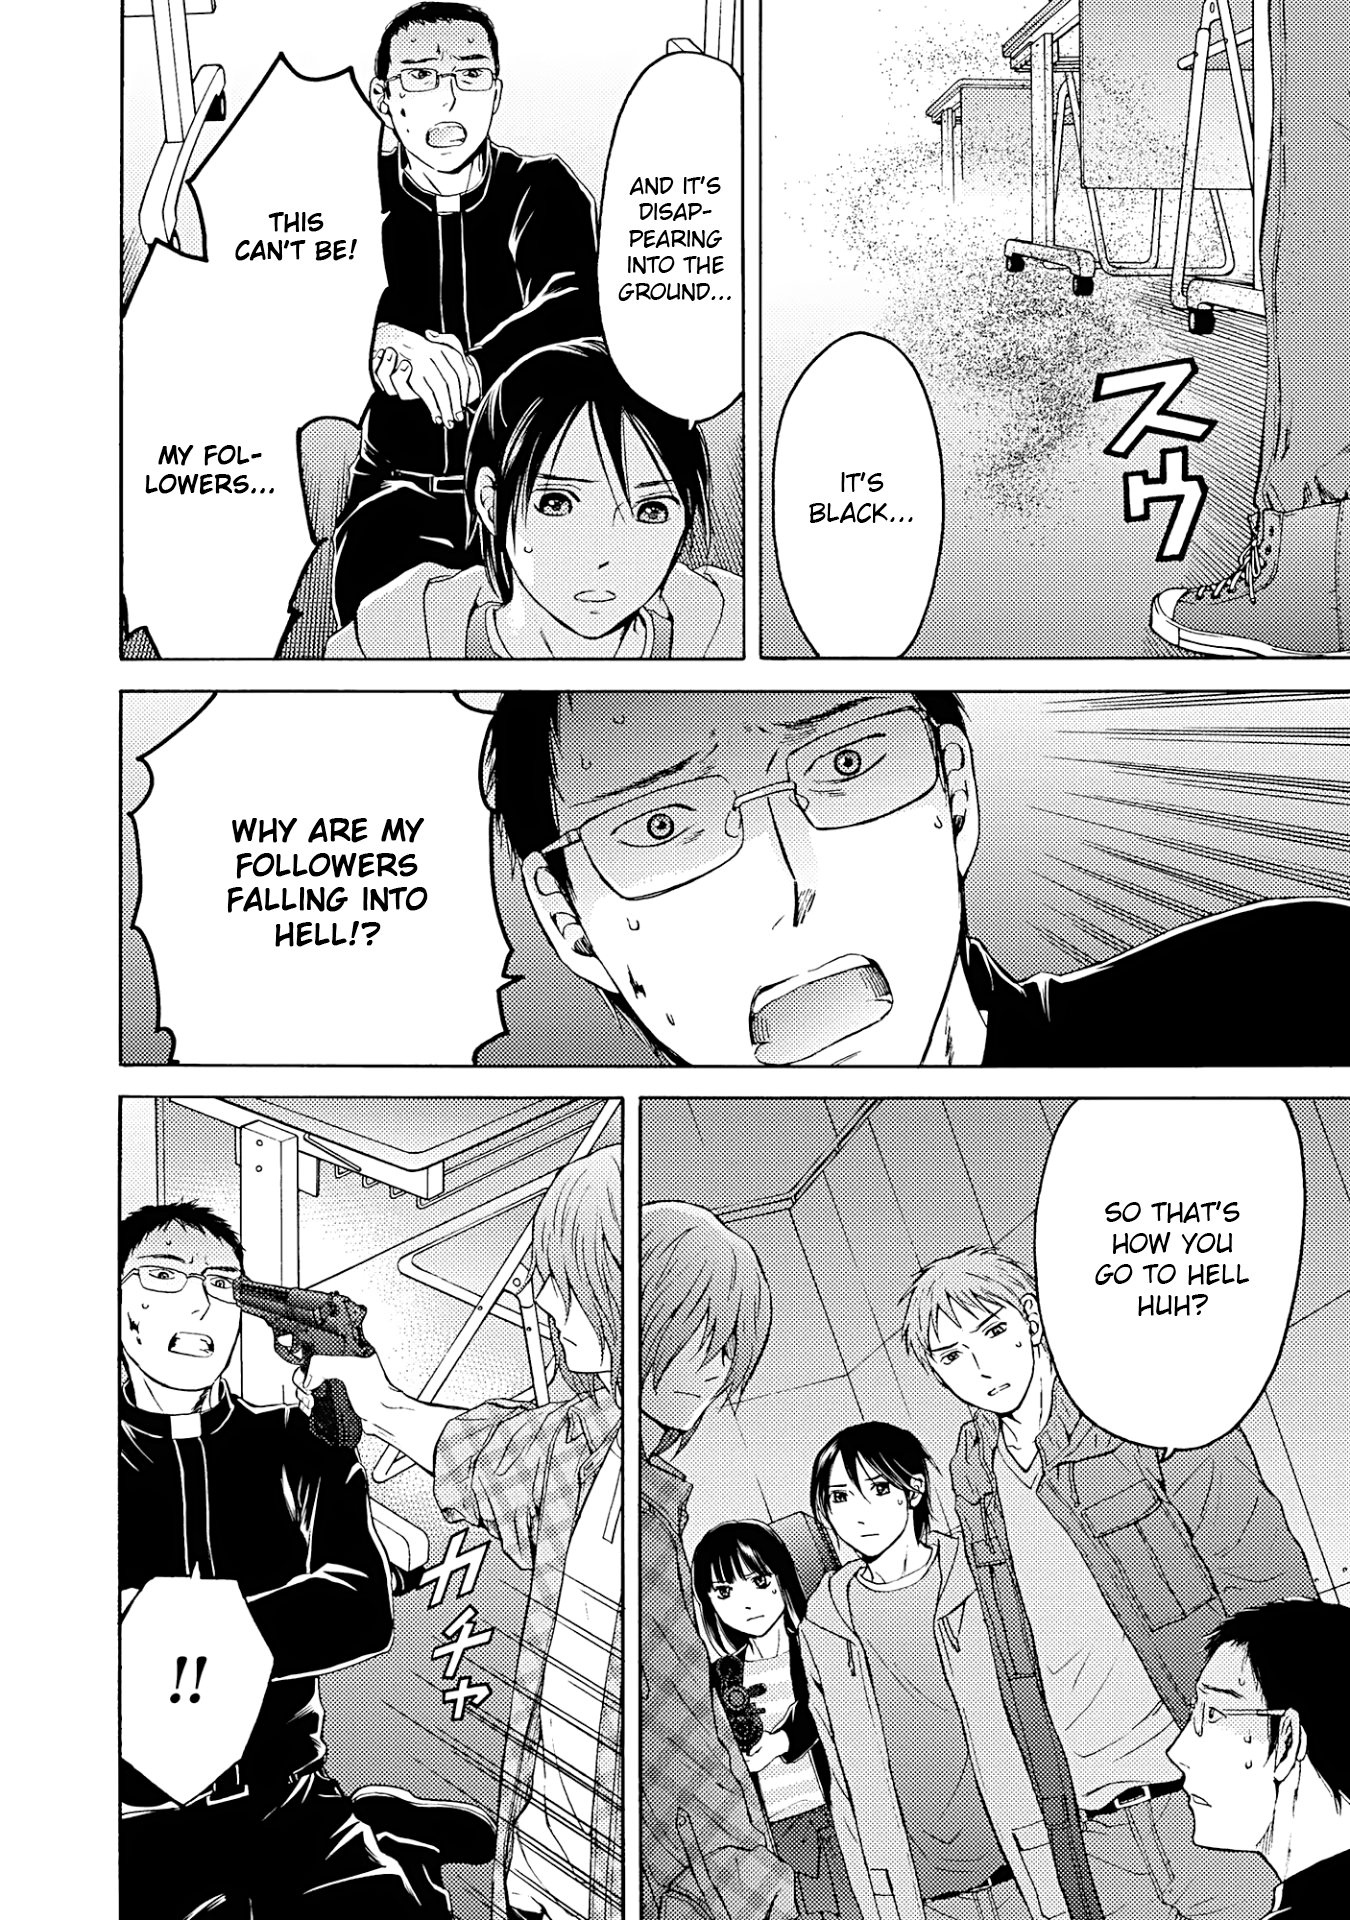 IT'S
BLACK...
スゥ
AND IT'S
DISAP-
PEARING
INTO THE
GROUND...
THIS
CAN'T BE!
MY FOL-
LOWERS...
WHY ARE MY
FOLLOWERS
FALLING INTO
HELL!?
SO THAT'S
HOW YOU
GO TO HELL
HUH?
カチャ
!!